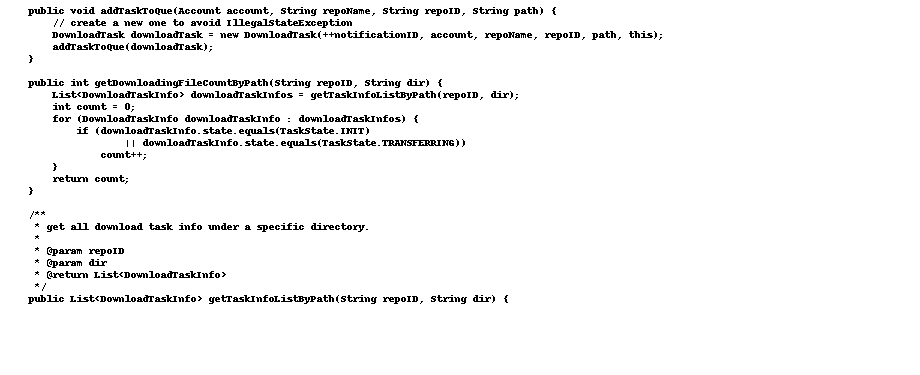 public void addTaskToQue(Account account, String repoName, String repoID, String path) {
    // create a new one to avoid IllegalStateException
    DownloadTask downloadTask = new DownloadTask(++notificationID, account, repoName, repoID, path, this);
    addTaskToQue(downloadTask);
}

public int getDownloadingFileCountByPath(String repoID, String dir) {
    List<DownloadTaskInfo> downloadTaskInfos = getTaskInfoListByPath(repoID, dir);
    int count = 0;
    for (DownloadTaskInfo downloadTaskInfo : downloadTaskInfos) {
        if (downloadTaskInfo.state.equals(TaskState.INIT)
                || downloadTaskInfo.state.equals(TaskState.TRANSFERRING))
            count++;
    }
    return count;
}

/**
 * get all download task info under a specific directory.
 *
 * @param repoID
 * @param dir
 * @return List<DownloadTaskInfo>
 */
public List<DownloadTaskInfo> getTaskInfoListByPath(String repoID, String dir) {